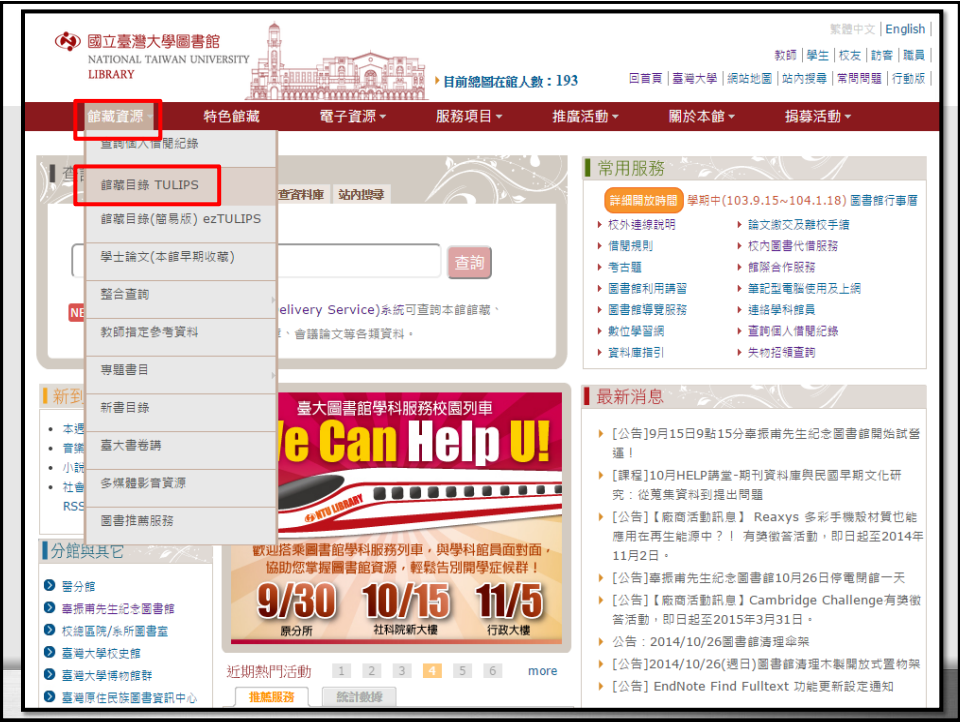 國立臺灣大學圖書館
NATIONAL TAIWAN UNIVERSITY
LIBRARY
目前總圖在館人數：193
繁體中文 | English |
教師 | 學生 | 校友 | 訪客 | 職員 |
回首頁 | 臺灣大學 | 網站地圖 | 站內搜尋 | 常問問題 | 行動版 |
館藏資源
特色館藏
電子資源
服務項目
推廣活動
關於本館
捐募活動
查詢個人借閱紀錄
館藏目錄 TULIPS
館藏目錄(簡易版) ezTULIPS
學士論文(本館早期收藏)
整合查詢
教師指定參考資料
專題書目
新書目錄
臺大書卷講
多媒體影音資源
圖書推薦服務
查資料庫 站內搜尋
查詢
NE
elivery Service)系統可查詢本館館藏、
、會議論文等各類資料。
常用服務
詳細開放時間 學期中(103.9.15~104.1.18) 圖書館行事曆
校外連線說明
論文繳交及離校手續
借閱規則
校內圖書代借服務
考古題
館際合作服務
圖書館利用講習
筆記型電腦使用及上網
圖書館導覽服務
連絡學科館員
數位學習網
查詢個人借閱紀錄
資料庫指引
失物招領查詢
新到
本週
音樂
小說
社會
RSS
臺大圖書館學科服務校園列車
We Can Help U!
NTU LIBRARY
歡迎搭乘圖書館學科服務列車，與學科館員面對面，
協助您掌握圖書館資源，輕鬆告別開學症候群！
9/30 10/15 11/5
原分所 社科院新大樓 行政大樓
近期熱門活動 1 2 3 4 5 6 more
推薦服務 統計數據
分館與其它
醫分館
辜振甫先生紀念圖書館
校總區院/系所圖書室
臺灣大學校史館
臺灣大學博物館群
臺灣原住民族圖書資訊中心
最新消息
[公告]9月15日9點15分辜振甫先生紀念圖書館開始試營
運！
[課程]10月HELP講堂-期刊資料庫與民國早期文化研
究：從蒐集資料到提出問題
[公告]【廠商活動訊息】 Reaxys 多彩手機殼材質也能
應用在再生能源中？！ 有獎徵答活動，即日起至2014年
11月2日。
[公告]辜振甫先生紀念圖書館10月26日停電閉館一天
[公告]【廠商活動訊息】Cambridge Challenge有獎徵
答活動，即日起至2015年3月31日。
公告：2014/10/26圖書館清理傘架
[公告]2014/10/26(週日)圖書館清理木製開放式置物架
[公告] EndNote Find Fulltext 功能更新設定通知